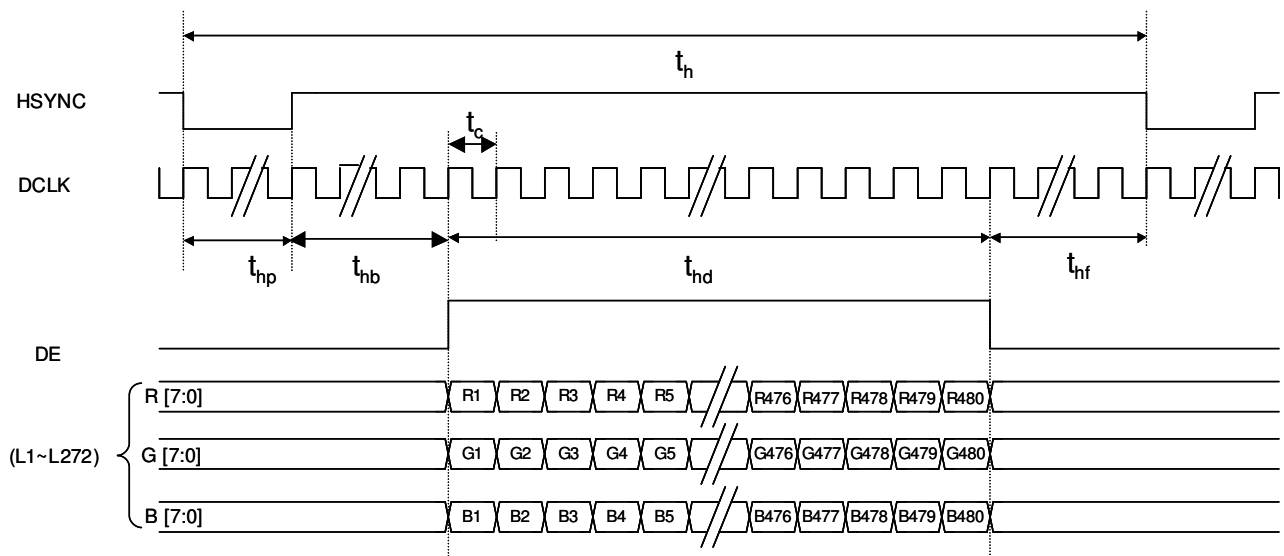 t_h
HSYNC
t_c
DCLK
t_hp t_hb t_hd t_hf
DE
R [7:0] R1 R2 R3 R4 R5 R476 R477 R478 R479 R480
(L1~L272) G [7:0] G1 G2 G3 G4 G5 G476 G477 G478 G479 G480
B [7:0] B1 B2 B3 B4 B5 B476 B477 B478 B479 B480